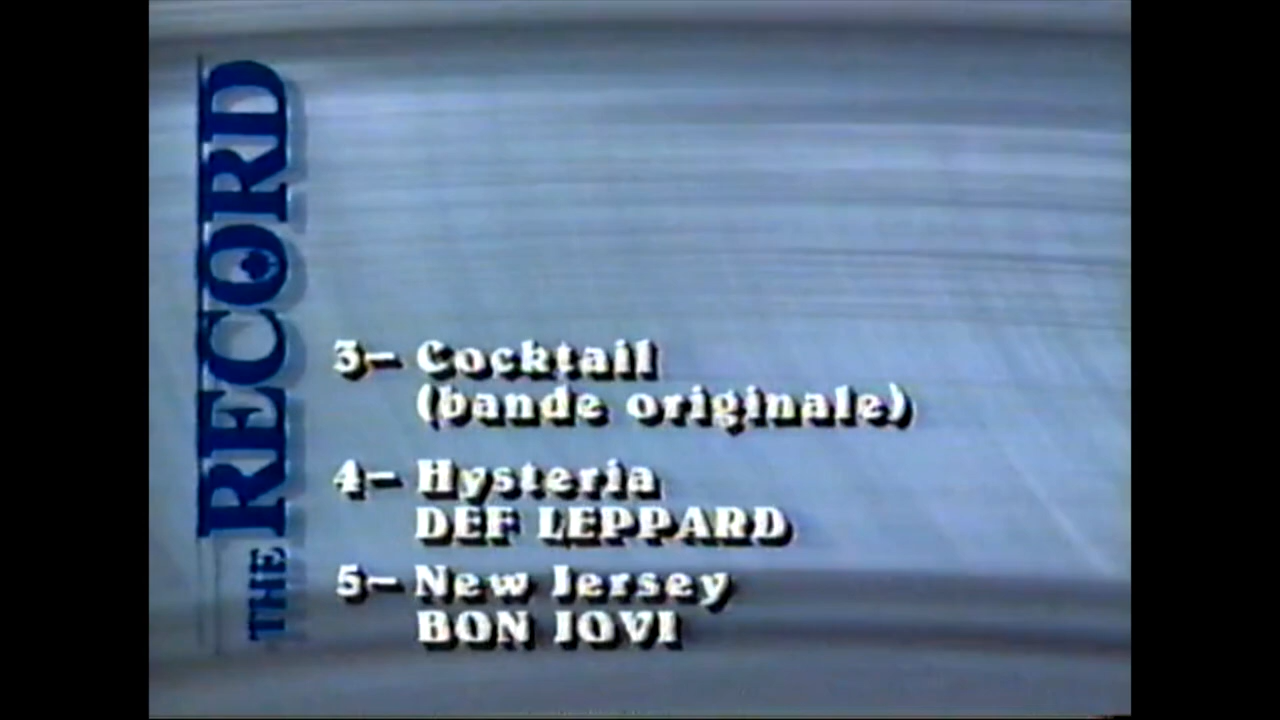 THE RECORD
3- Cocktail
(bande originale)
4- Hysteria
DEF LEPPARD
5- New Jersey
BON JOVI